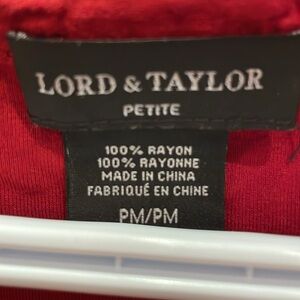 LORD & TAYLOR
PETITE
100% RAYON
100% RAYONNE
MADE IN CHINA
FABRIQUÉ EN CHINE
PM/PM